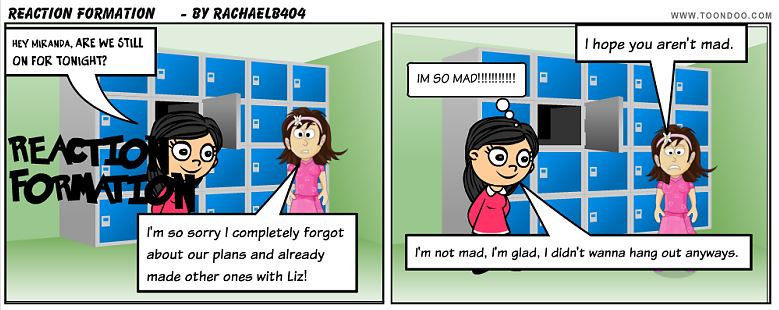 REACTION FORMATION - BY RACHAELB404
WWW.TOONDOO.COM
HEY MIRANDA, ARE WE STILL
ON FOR TONIGHT?
REACTION
FORMATION
I'm so sorry I completely forgot
about our plans and already
made other ones with Liz!
I hope you aren't mad.
IM SO MAD!!!!!!!!!!!
I'm not mad, I'm glad, I didn't wanna hang out anyways.